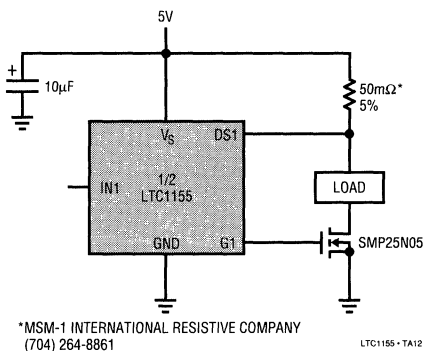 5V
+
10µF
50mΩ*
5%
VS
DS1
IN1
1/2
LTC1155
LOAD
GND
G1
SMP25N05
*MSM-1 INTERNATIONAL RESISTIVE COMPANY
(704) 264-8861
LTC1155 • TA12